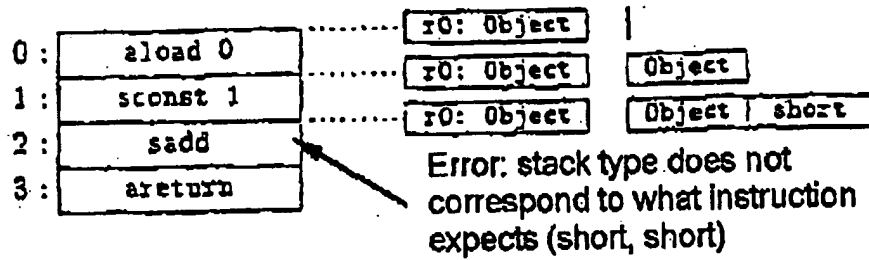 r0: Object
0 : aload 0
r0: Object Object
1 : sconst 1
r0: Object Object | short
2 : sadd
3 : areturn
Error: stack type does not
correspond to what instruction
expects (short, short)